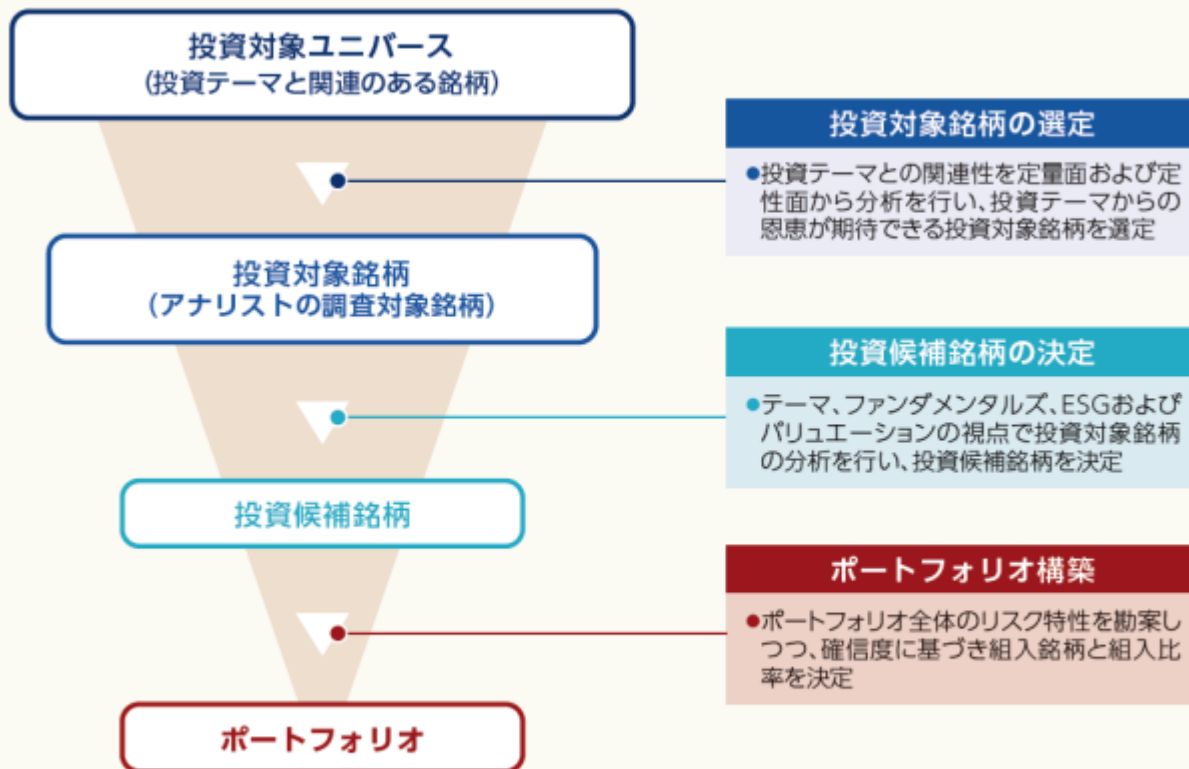 投資対象ユニバース
(投資テーマと関連のある銘柄)
投資対象銘柄の選定
●投資テーマとの関連性を定量面および定
性面から分析を行い、投資テーマからの
恩恵が期待できる投資対象銘柄を選定
投資対象銘柄
(アナリストの調査対象銘柄)
投資候補銘柄の決定
●テーマ、ファンダメンタルズ、ESGおよび
バリュエーションの視点で投資対象銘柄
の分析を行い、投資候補銘柄を決定
投資候補銘柄
ポートフォリオ構築
●ポートフォリオ全体のリスク特性を勘案し
つつ、確信度に基づき組入銘柄と組入比
率を決定
ポートフォリオ